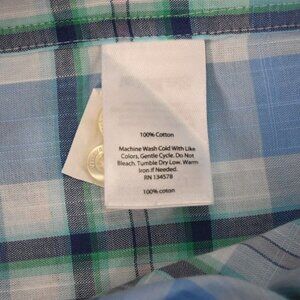 100% Cotton
Machine Wash Cold With Like
Colors, Gentle Cycle. Do Not
Bleach. Tumble Dry Low. Warm
Iron If Needed.
RN 134578
100% cotton